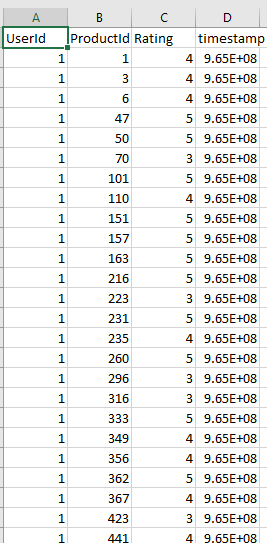 A B C D
UserId ProductId Rating timestamp
1 1 4 9.65E+08
1 3 4 9.65E+08
1 6 4 9.65E+08
1 47 5 9.65E+08
1 50 5 9.65E+08
1 70 3 9.65E+08
1 101 5 9.65E+08
1 110 4 9.65E+08
1 151 5 9.65E+08
1 157 5 9.65E+08
1 163 5 9.65E+08
1 216 5 9.65E+08
1 223 3 9.65E+08
1 231 5 9.65E+08
1 235 4 9.65E+08
1 260 5 9.65E+08
1 296 3 9.65E+08
1 316 3 9.65E+08
1 333 5 9.65E+08
1 349 4 9.65E+08
1 356 4 9.65E+08
1 362 5 9.65E+08
1 367 4 9.65E+08
1 423 3 9.65E+08
1 441 4 9.65E+08